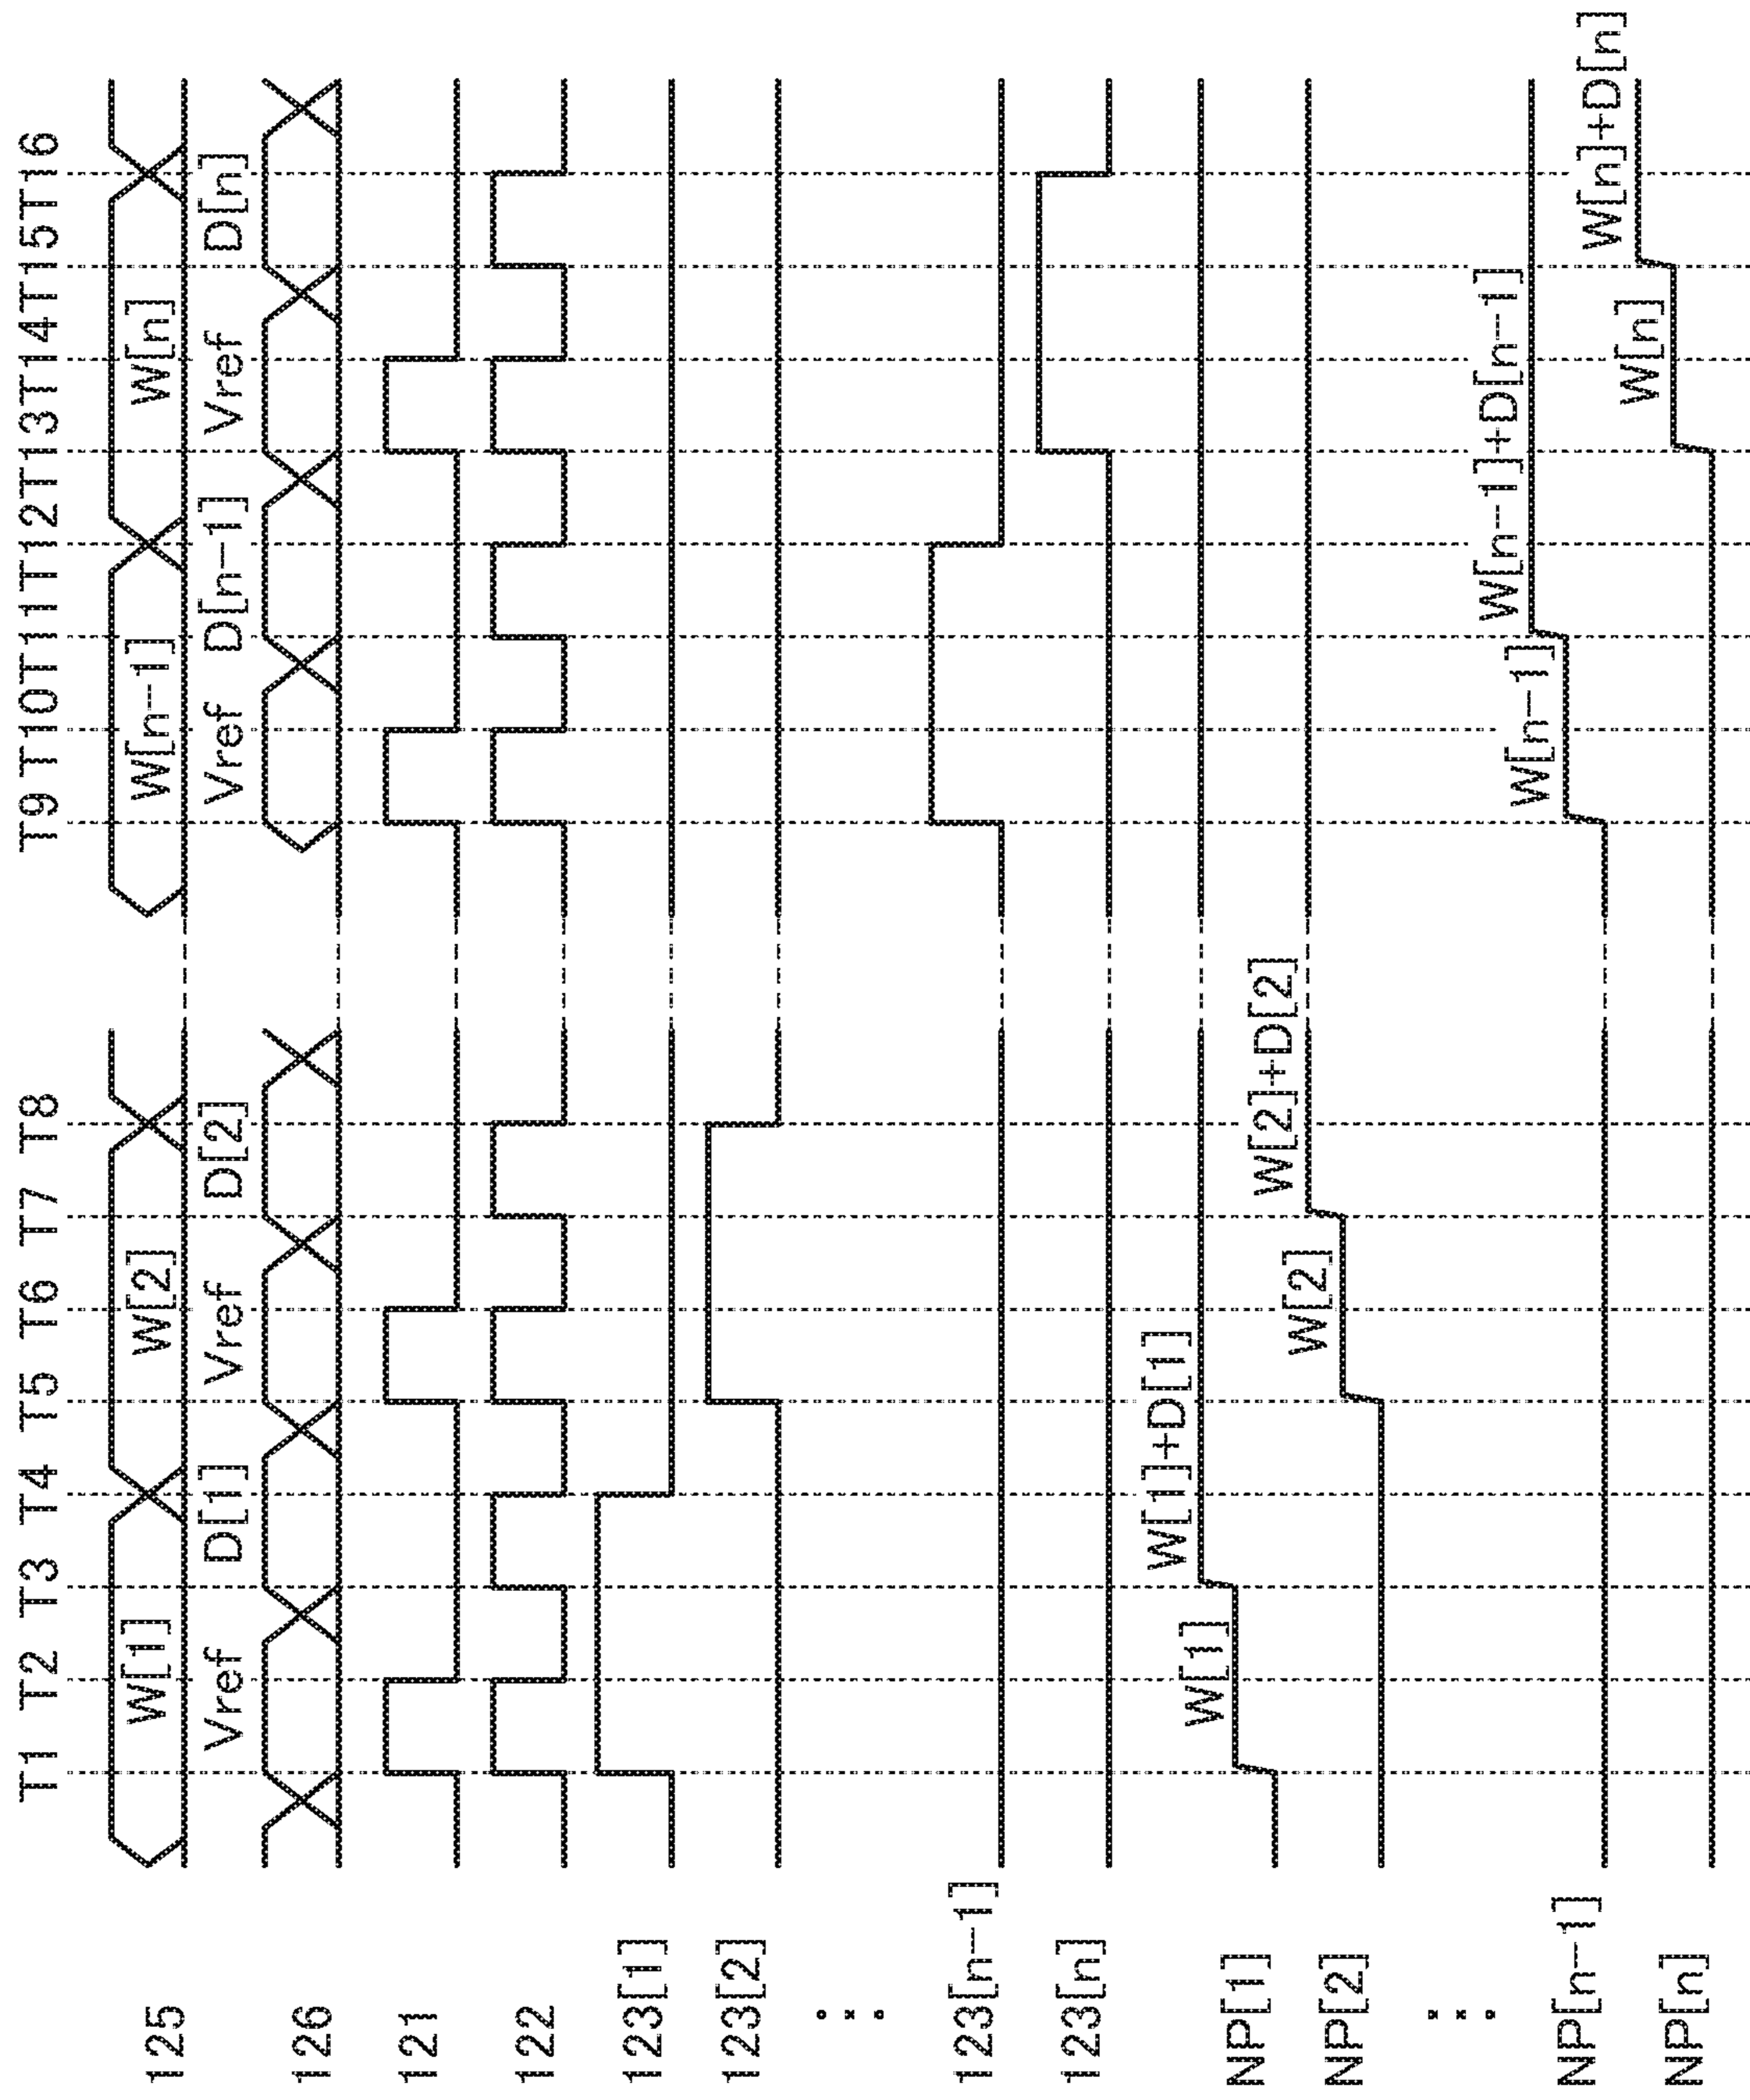 T1 T2 T3 T4 T5 T6 T7 T8 T9 T10 T11 T12 T13 T14 T15 T16
125 W[1] W[2] W[n-1] W[n]
126 Vref D[1] Vref D[2] Vref D[n-1] Vref D[n]
121
122
123[1]
123[2]
123[n-1]
123[n]
NP[1] W[1] W[1]+D[1]
NP[2] W[2] W[2]+D[2]
NP[n-1] W[n-1] W[n-1]+D[n-1]
NP[n] W[n] W[n]+D[n]